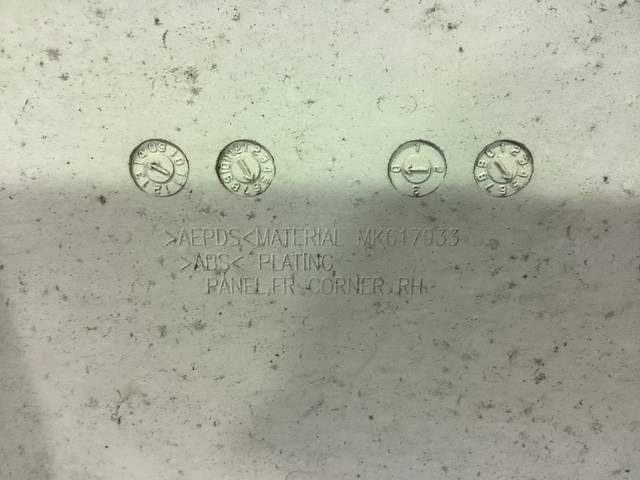 >AEPDS<MATERIAL MK617933
>ABS< PLATING
PANEL,FR CORNER RH